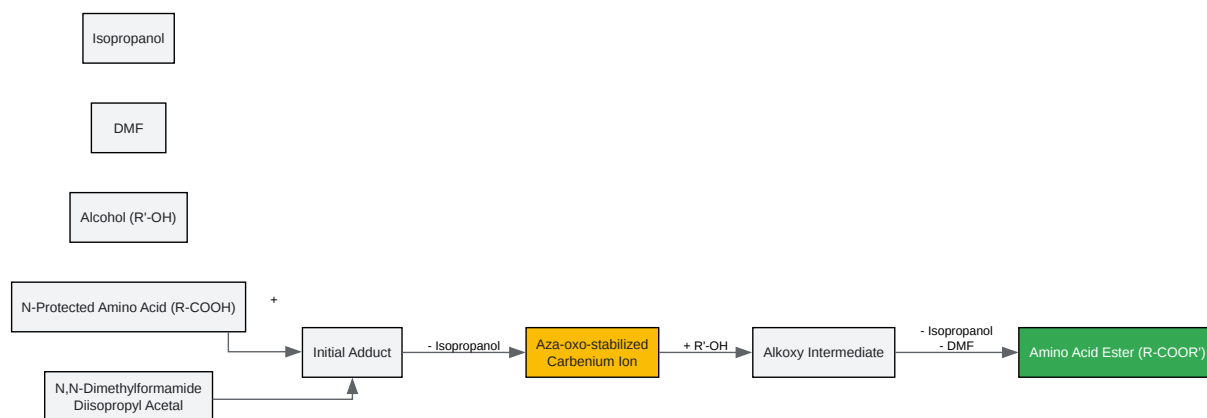 Isopropanol
DMF
Alcohol (R'-OH)
N-Protected Amino Acid (R-COOH)
+
N,N-Dimethylformamide
Diisopropyl Acetal
Initial Adduct
- Isopropanol
Aza-oxo-stabilized
Carbenium Ion
+ R'-OH
Alkoxy Intermediate
- Isopropanol
- DMF
Amino Acid Ester (R-COOR')